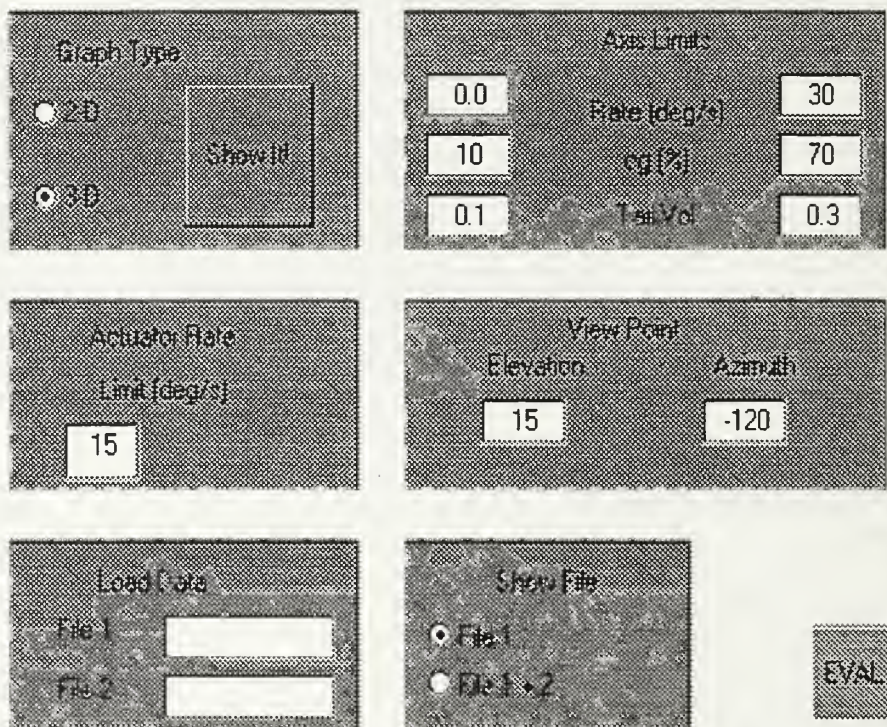 Graph Type
2-D
3-D
Show It!
Axis Limits
0.0 Rate (deg/s) 30
10 cg (%) 70
0.1 Tail Vol 0.3
Actuator Rate
Limit (deg/s)
15
View Point
Elevation Azimuth
15 -120
Load Data
File 1
File 2
Show File
File 1
File 1 + 2
EVAL